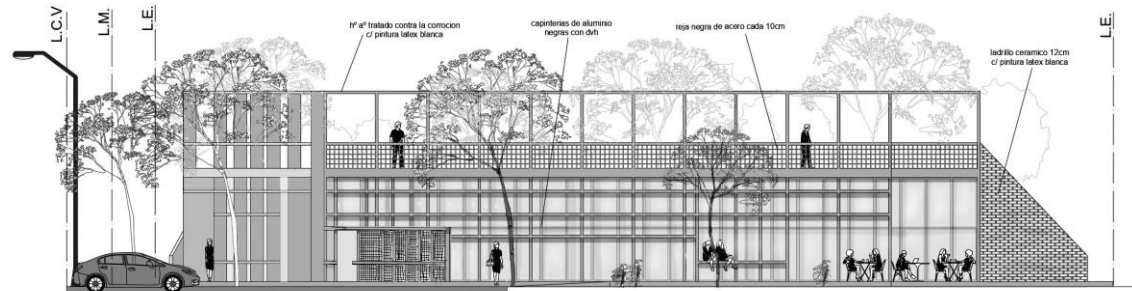 L.C.V
L.M.
L.E.
hº aº tratado contra la corrocion
c/ pintura latex blanca
capinterias de aluminio
negras con dvh
reja negra de acero cada 10cm
ladrillo ceramico 12cm
c/ pintura latex blanca
L.E.